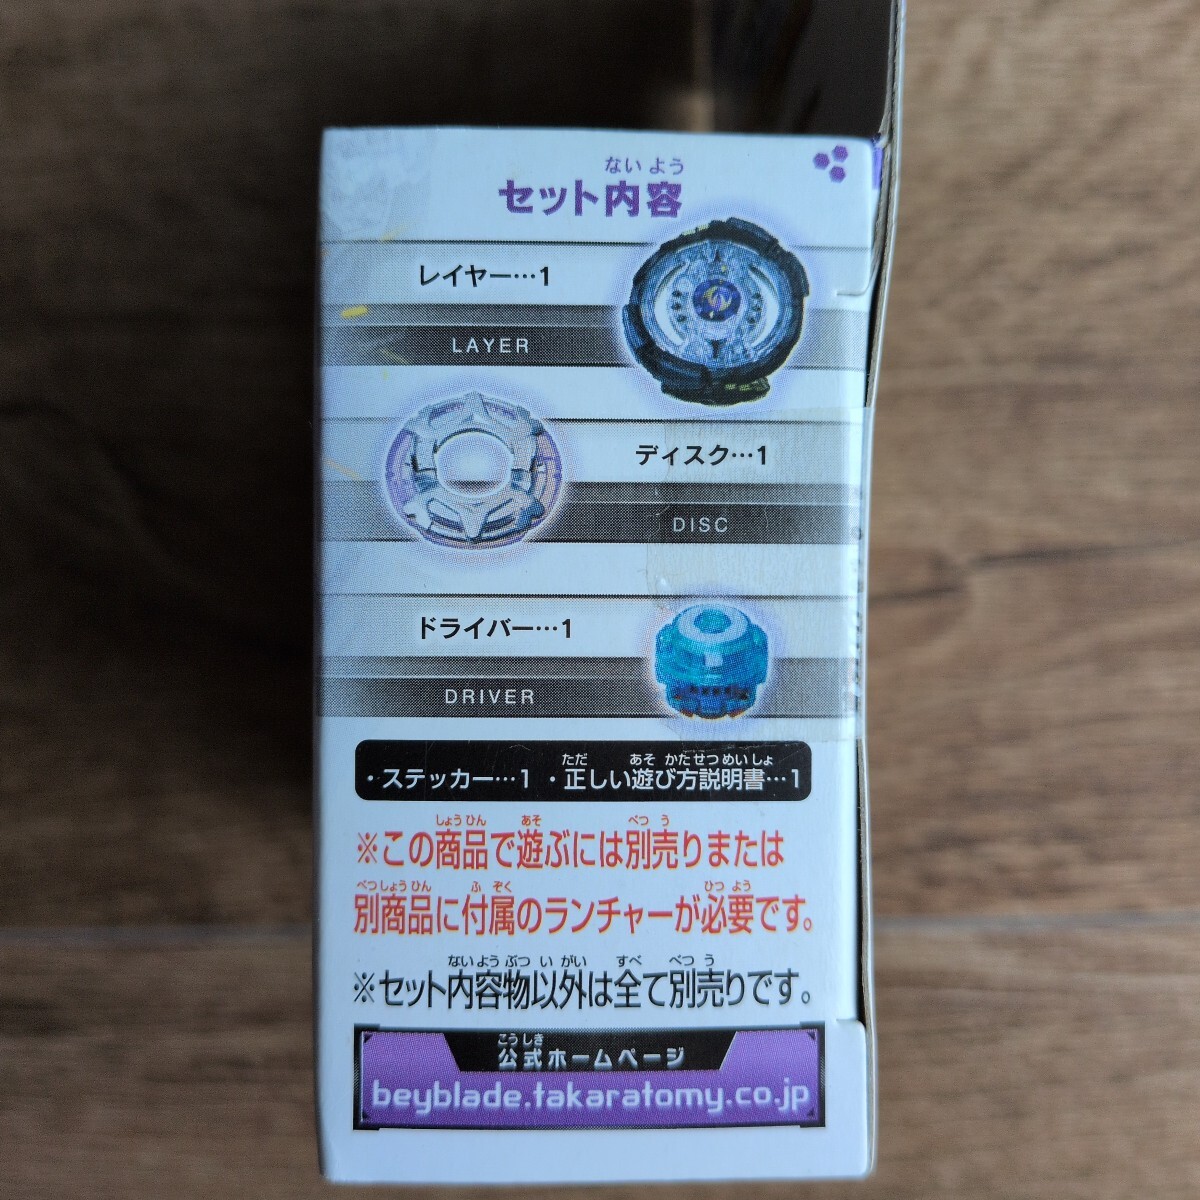 ないよう
セット内容
レイヤー…1
LAYER
ディスク…1
DISC
ドライバー…1
DRIVER
ただ あそ かたせつめいしょ
・ステッカー…1 ・正しい遊び方説明書…1
しょうひん あそ べつ う
※この商品で遊ぶには別売りまたは
べつしょうひん ふぞく ひつよう
別商品に付属のランチャーが必要です。
ないようぶついがい すべ べつう
※セット内容物以外は全て別売りです。
こうしき
公式ホームページ
beyblade.takaratomy.co.jp